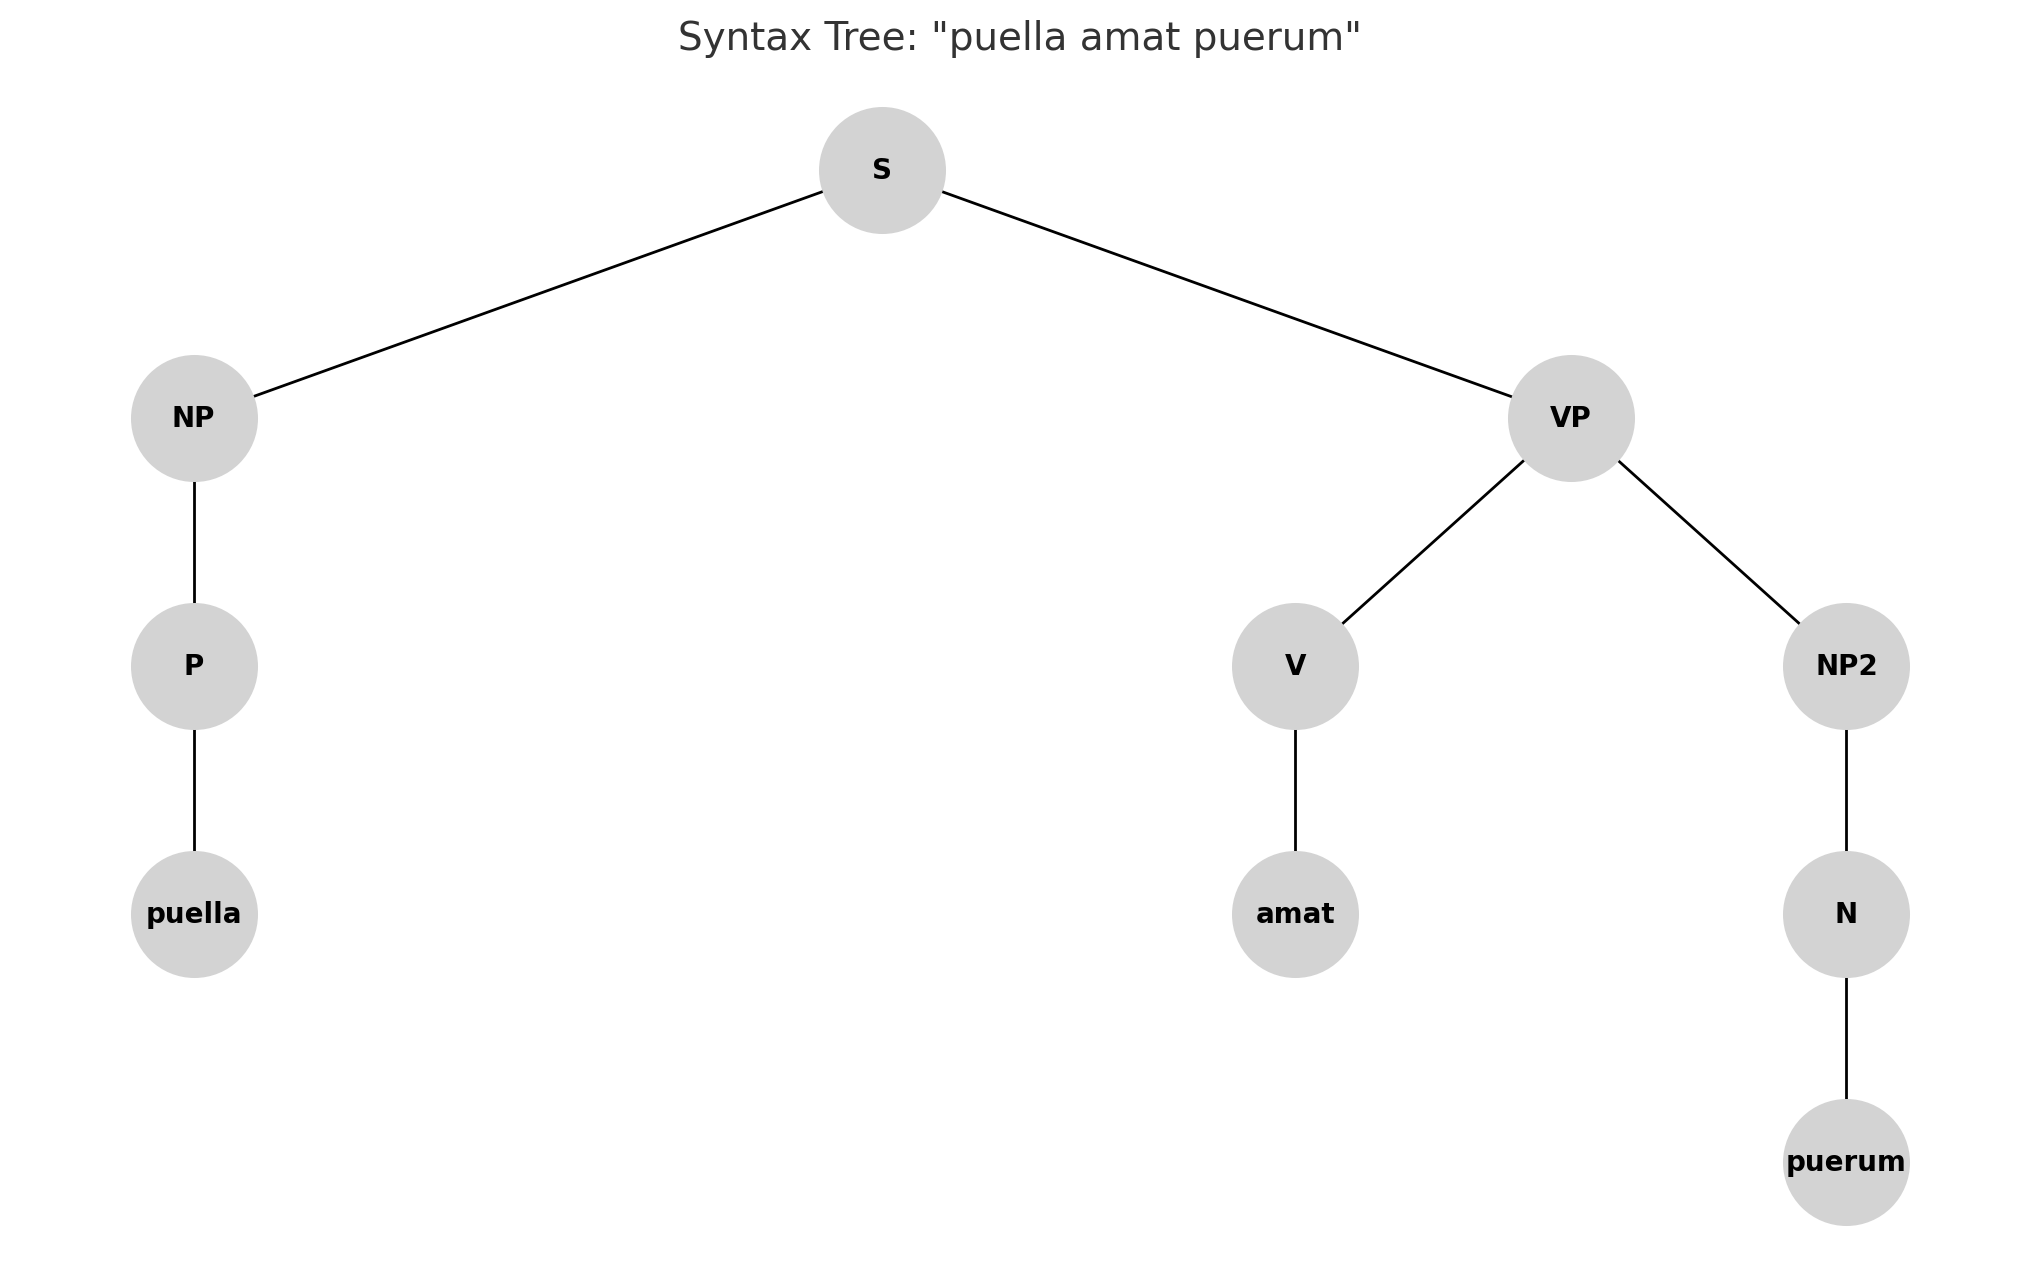 Syntax Tree: "puella amat puerum"
S
NP
VP
P
V
NP2
puella
amat
N
puerum